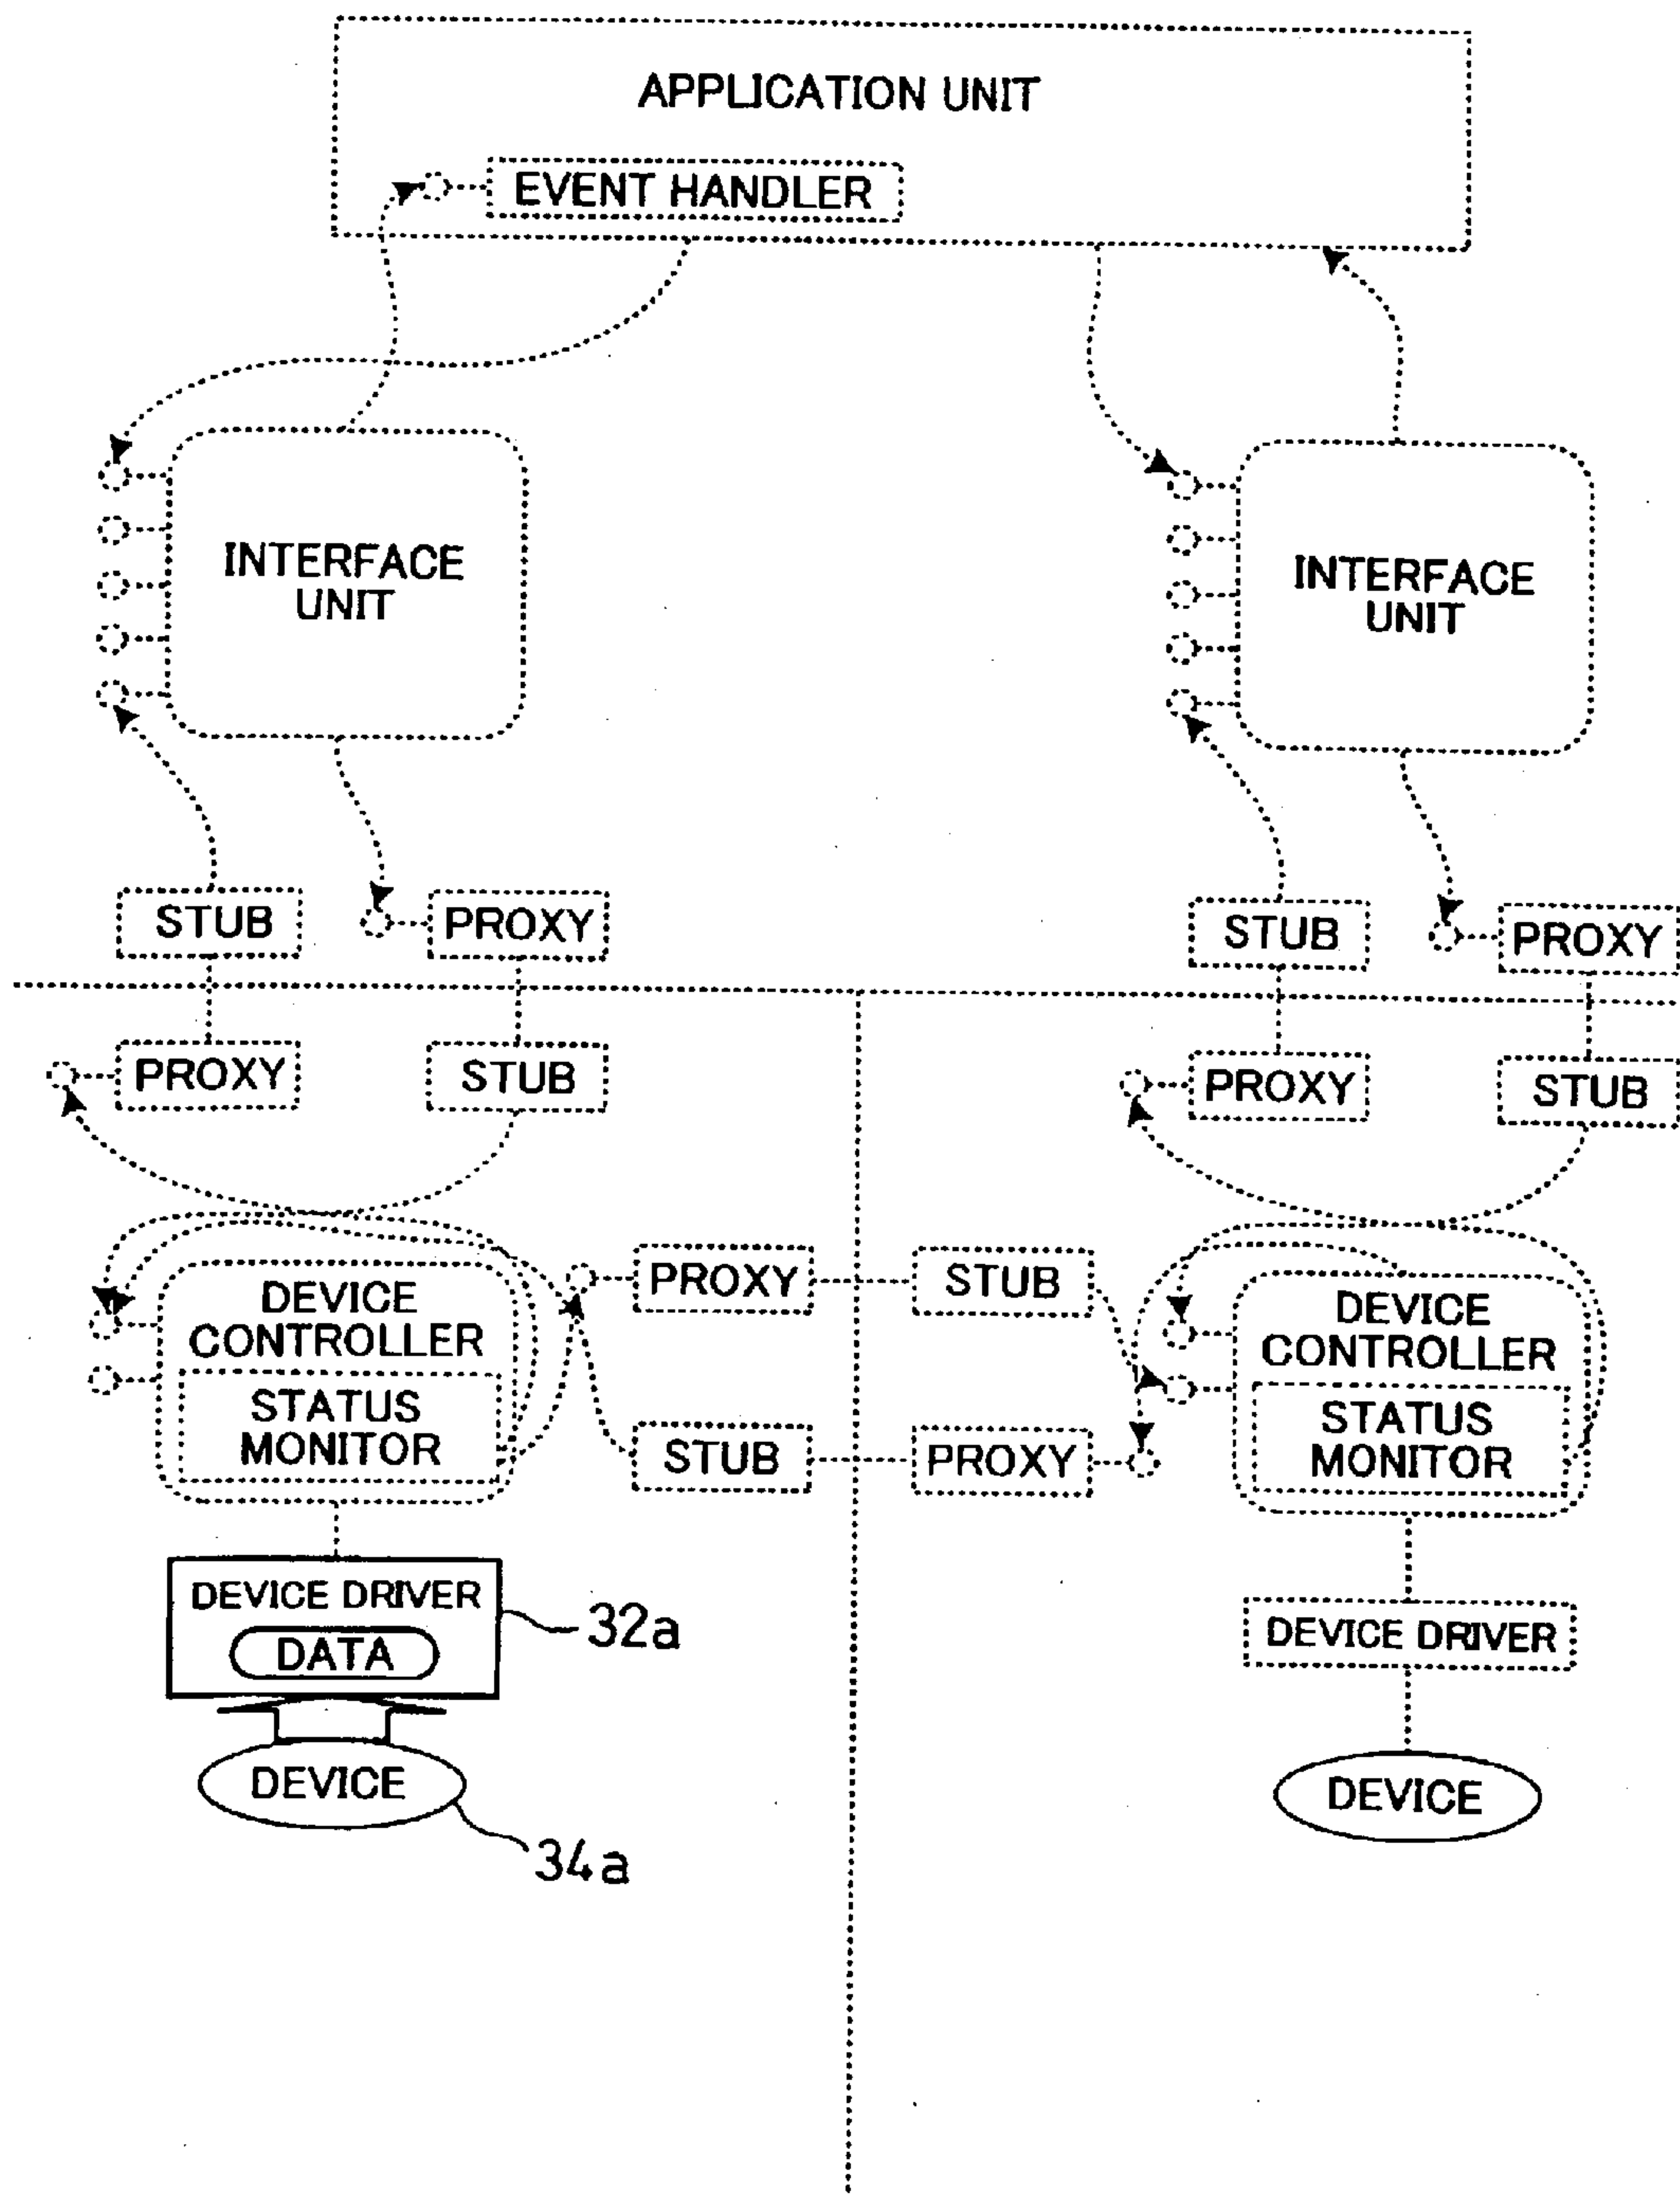 APPLICATION UNIT
EVENT HANDLER
INTERFACE
UNIT
INTERFACE
UNIT
STUB
PROXY
STUB
PROXY
PROXY
STUB
PROXY
STUB
DEVICE
CONTROLLER
STATUS
MONITOR
PROXY
STUB
STUB
PROXY
DEVICE
CONTROLLER
STATUS
MONITOR
DEVICE DRIVER
DATA
32a
DEVICE
34a
DEVICE DRIVER
DEVICE